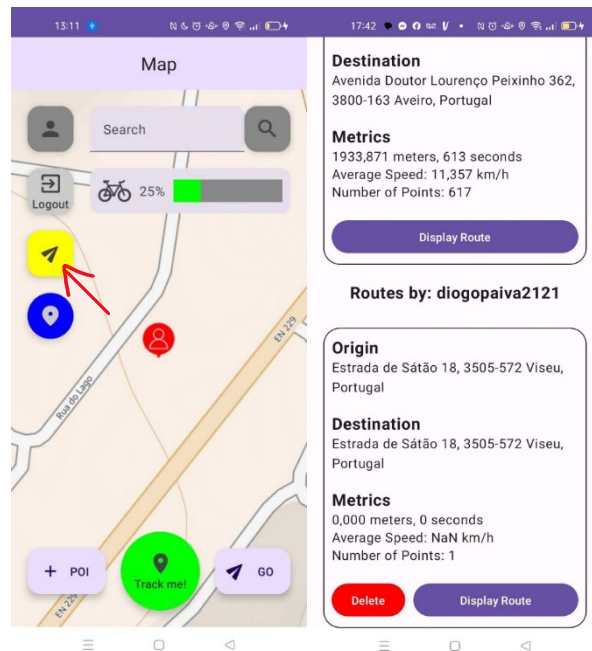 13:11
Map
Search
Logout
25%
EN 229
Rua do Lago
+ POI
Track me!
GO
EN 229
17:42
Destination
Avenida Doutor Lourenço Peixinho 362,
3800-163 Aveiro, Portugal
Metrics
1933,871 meters, 613 seconds
Average Speed: 11,357 km/h
Number of Points: 617
Display Route
Routes by: diogopaiva2121
Origin
Estrada de Sátão 18, 3505-572 Viseu,
Portugal
Destination
Estrada de Sátão 18, 3505-572 Viseu,
Portugal
Metrics
0,000 meters, 0 seconds
Average Speed: NaN km/h
Number of Points: 1
Delete
Display Route